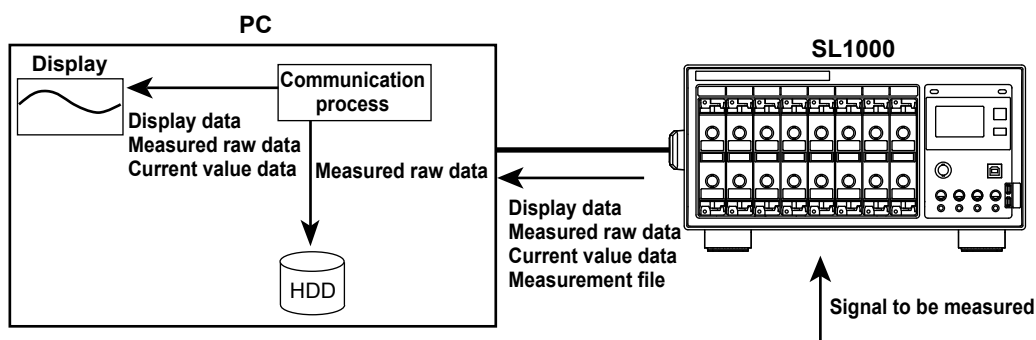 PC
SL1000
Display
Communication
process
Display data
Measured raw data
Current value data
Measured raw data
HDD
Display data
Measured raw data
Current value data
Measurement file
Signal to be measured